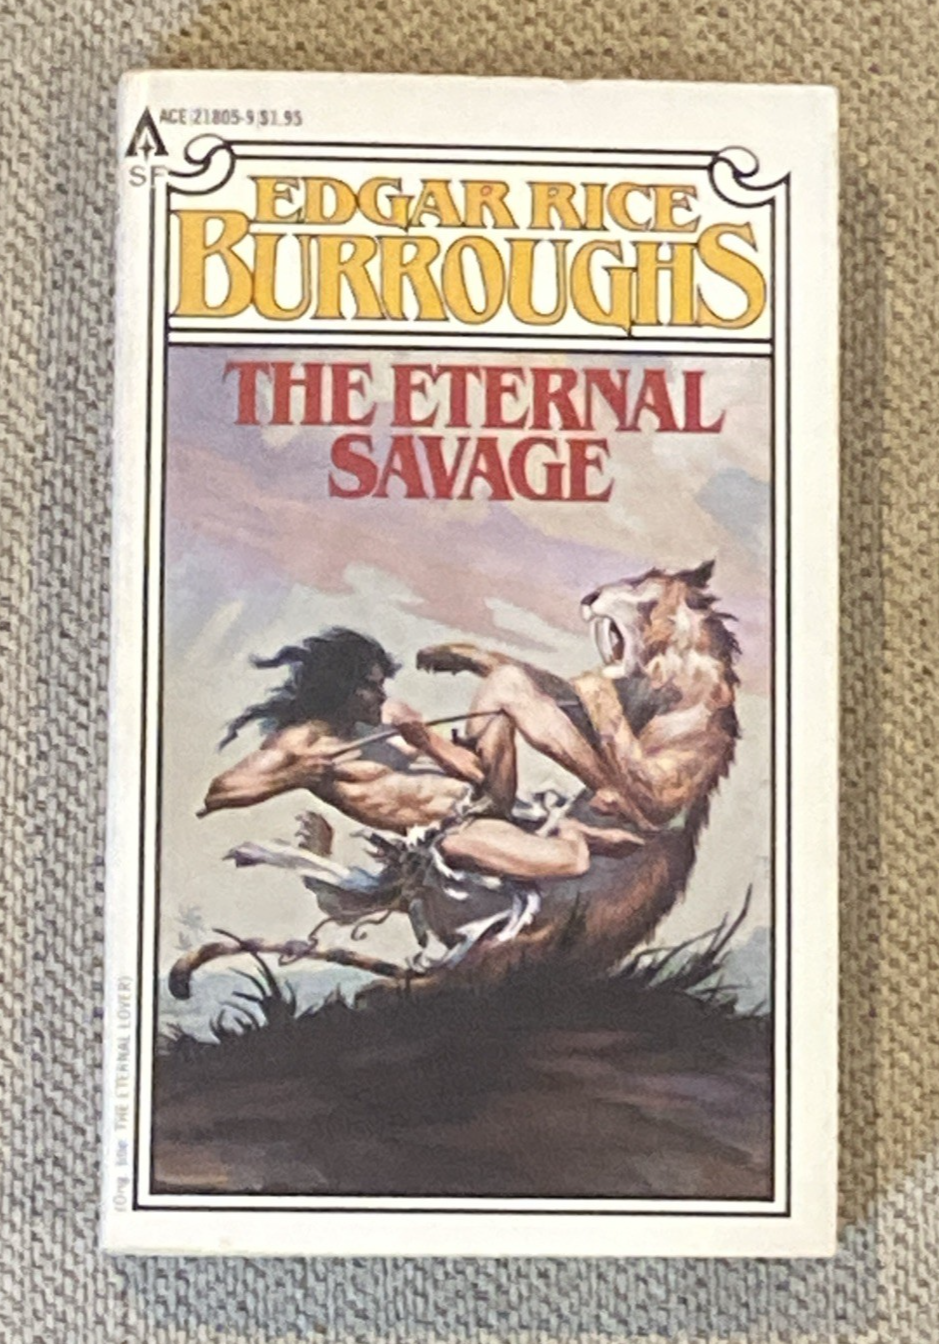 ACE 21805-9 $1.95
SF
EDGAR RICE
BURROUGHS
THE ETERNAL
SAVAGE
(Orig. title: THE ETERNAL LOVER)